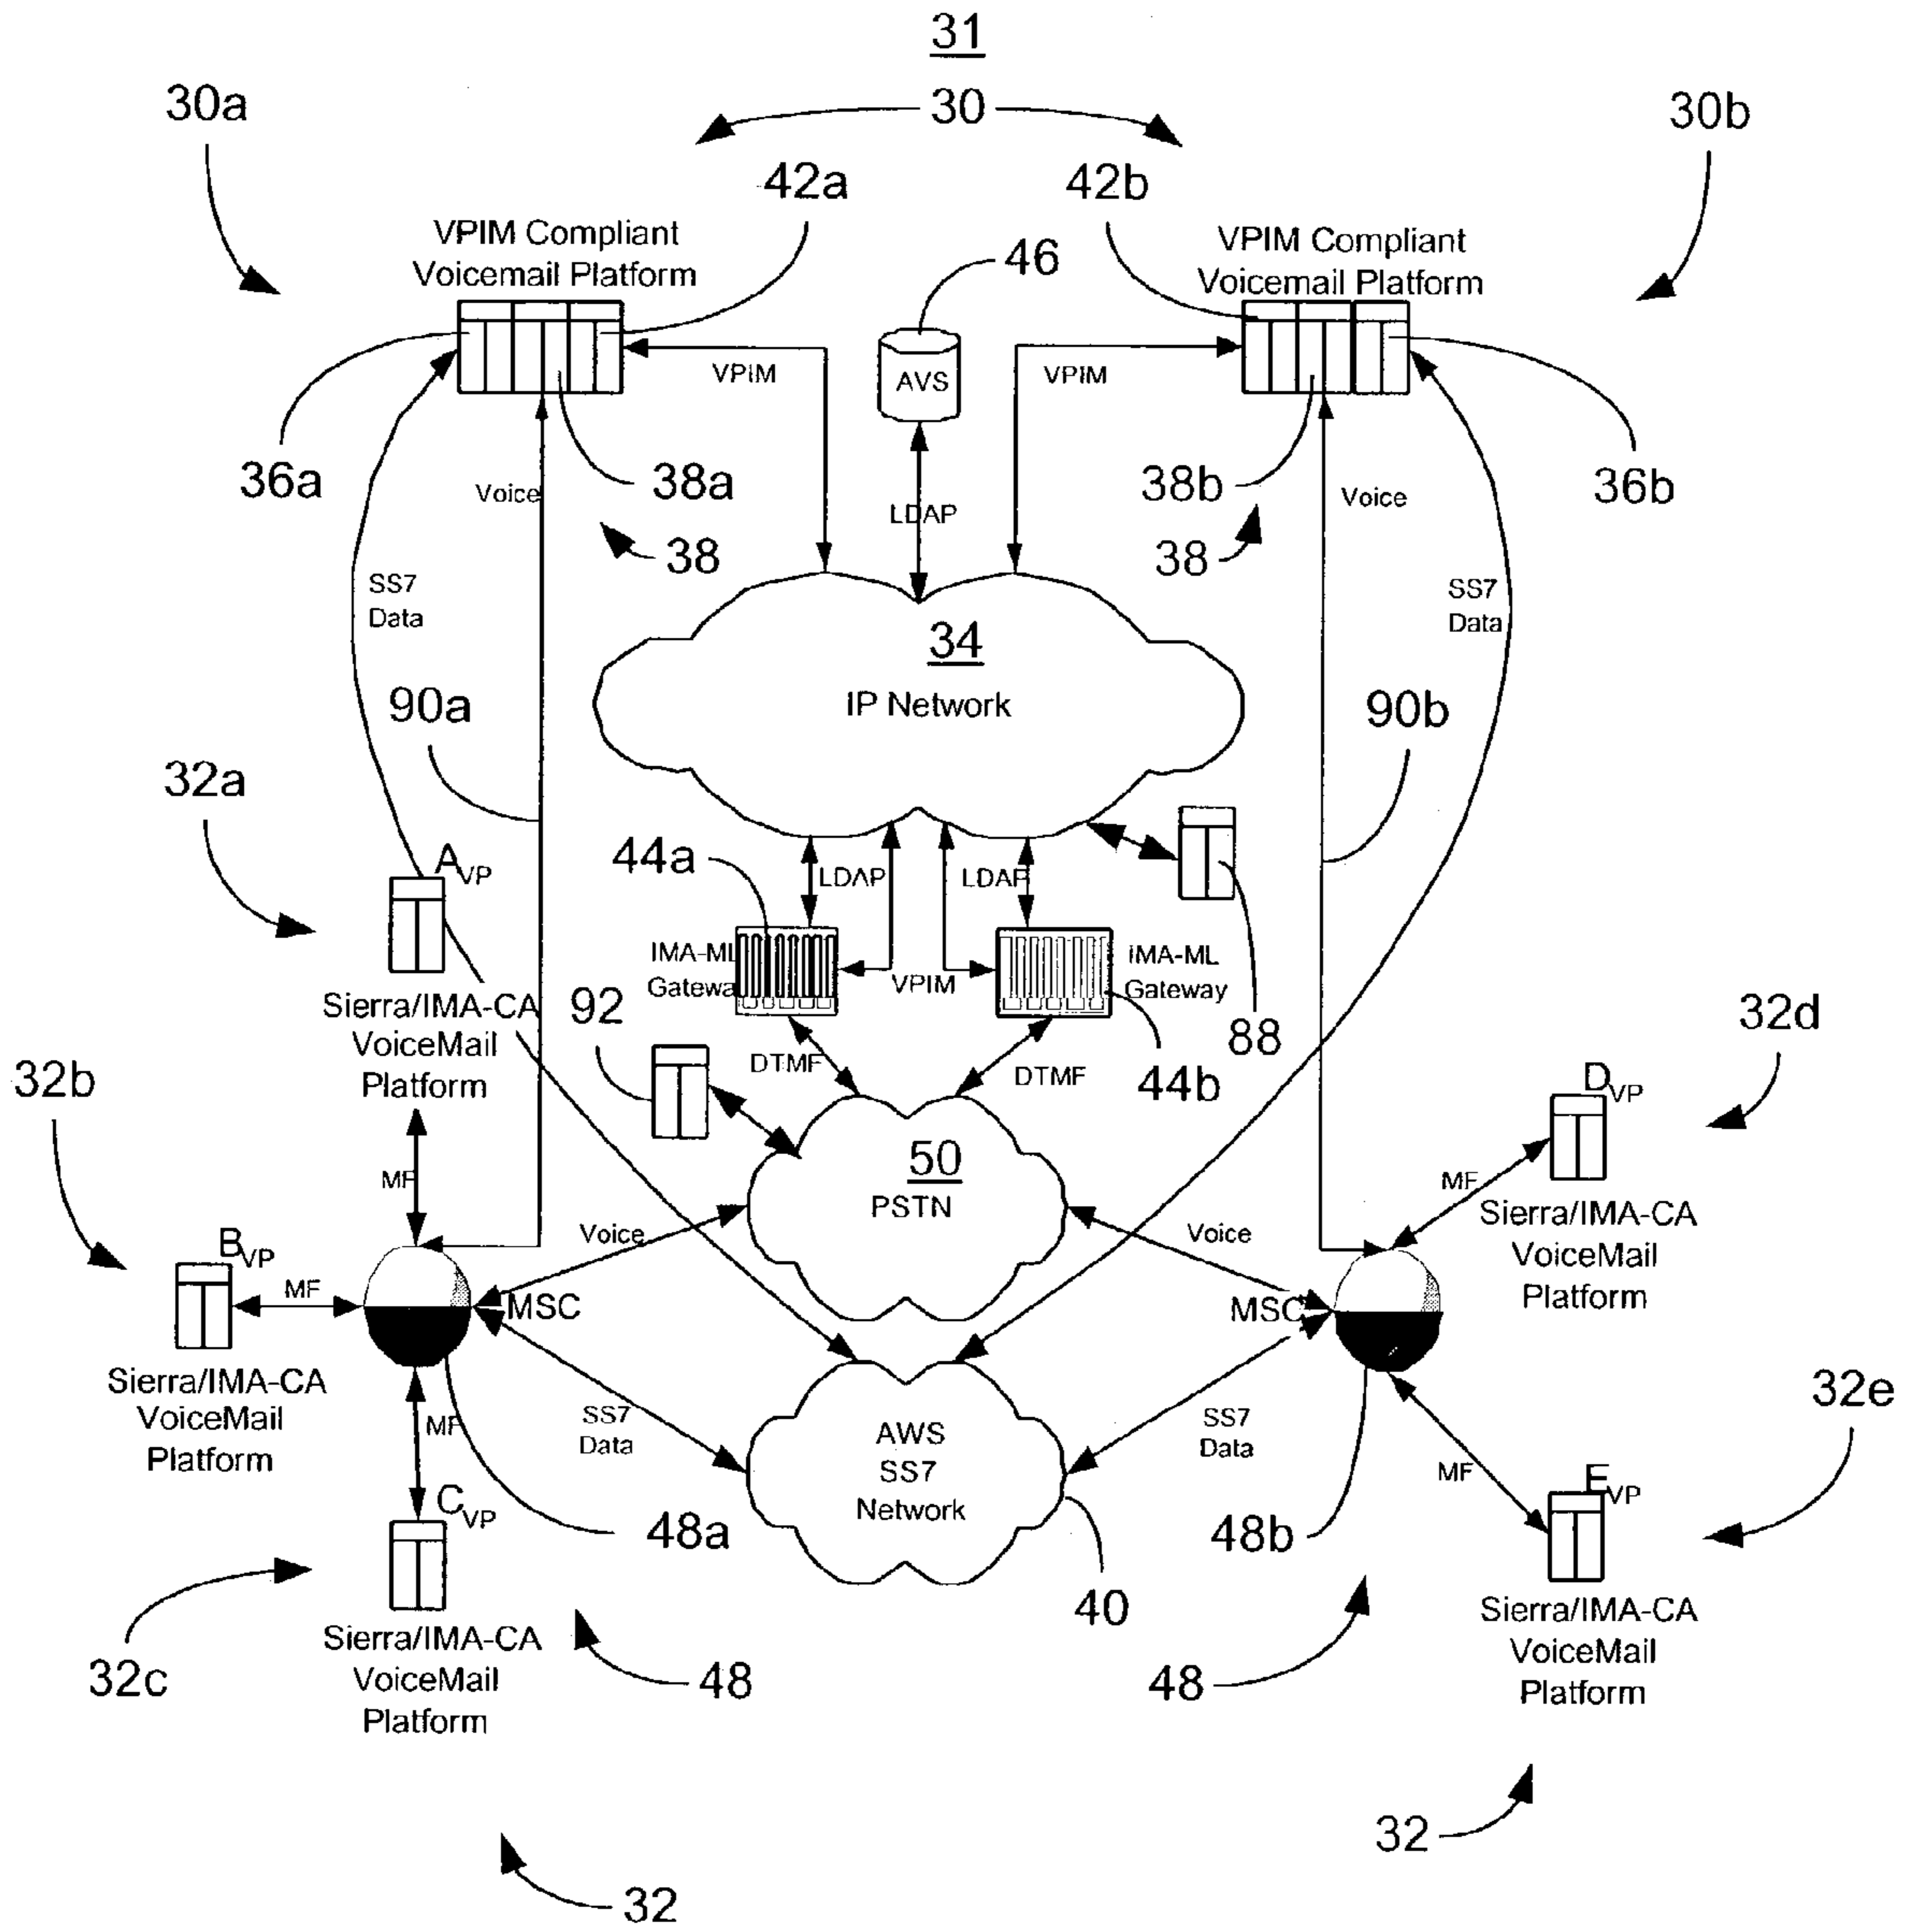 31
30a
30
30b
42a
42b
VPIM Compliant
Voicemail Platform
46
VPIM Compliant
Voicemail Platform
VPIM
AVS
VPIM
36a
Voice
38a
38
LDAP
38b
38
Voice
36b
SS7
Data
34
IP Network
SS7
Data
90a
90b
32a
AVP
44a
LDAP
LDAP
IMA-ML
Gatewa
VPIM
IMA-ML
Gateway
88
Sierra/IMA-CA
VoiceMail
Platform
92
DTMF
DTMF
44b
32d
32b
DVP
MF
50
PSTN
MF
Sierra/IMA-CA
VoiceMail
Platform
BVP
MF
Voice
Voice
MSC
MSC
Sierra/IMA-CA
VoiceMail
Platform
MF
SS7
Data
AWS
SS7
Network
SS7
Data
32e
MF
CVP
EVP
48a
48b
40
32c
Sierra/IMA-CA
VoiceMail
Platform
48
48
Sierra/IMA-CA
VoiceMail
Platform
32
32